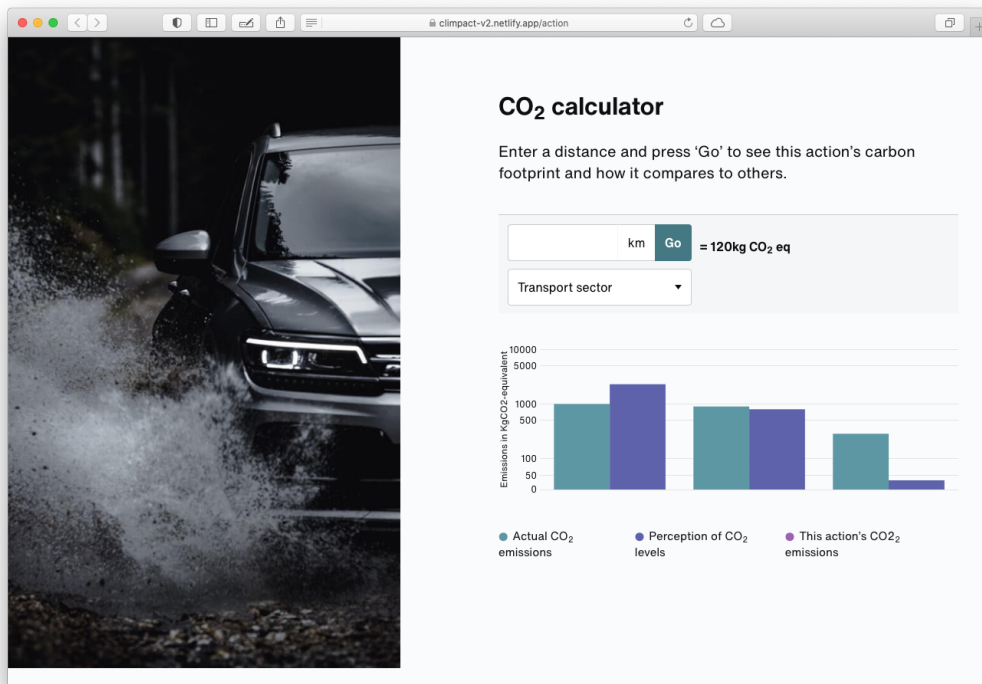 climpact-v2.netlify.app/action
CO₂ calculator
Enter a distance and press ‘Go’ to see this action’s carbon
footprint and how it compares to others.
km Go = 120kg CO₂ eq
Transport sector
Emissions in KgCO2-equivalent
10000
5000
1000
500
100
50
0
Actual CO₂
emissions
Perception of CO₂
levels
This action’s CO2₂
emissions